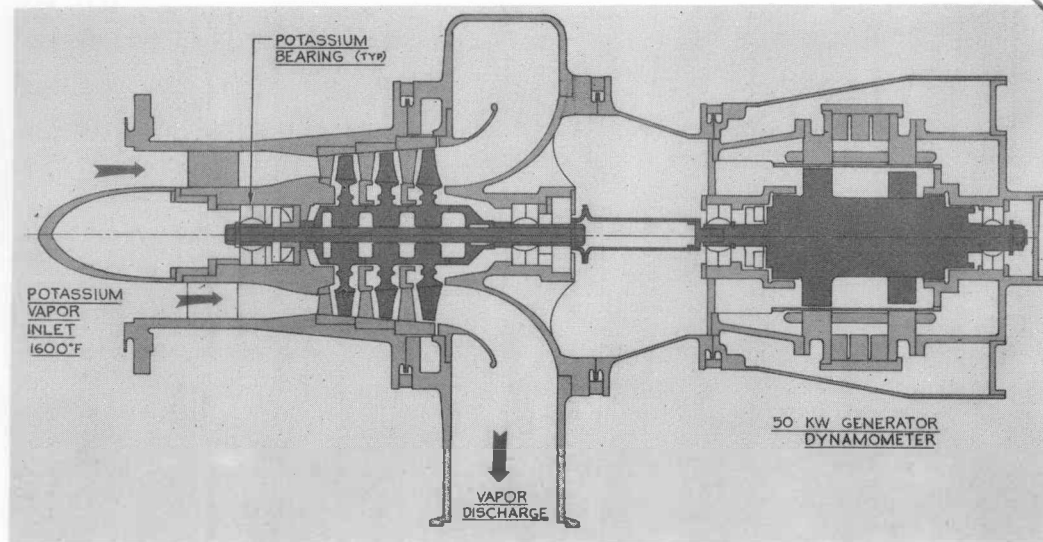 POTASSIUM
BEARING (TYP)
POTASSIUM
VAPOR
INLET
1600°F
50 KW GENERATOR
DYNAMOMETER
VAPOR
DISCHARGE